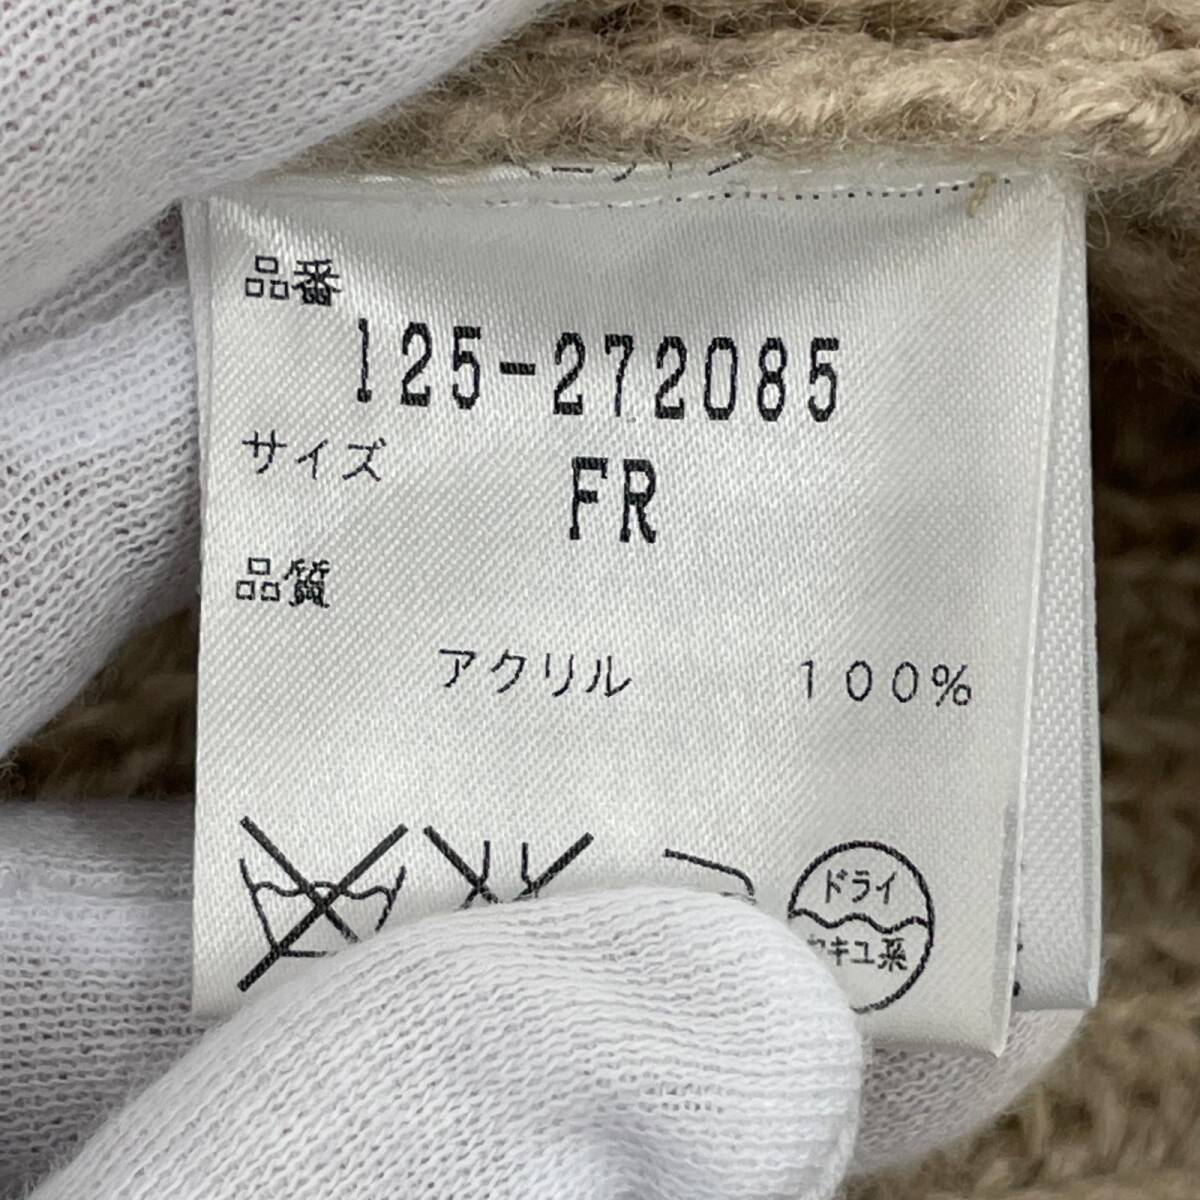 品番
125-272085
サイズ
FR
品質
アクリル 100%
ドライ
セキユ系